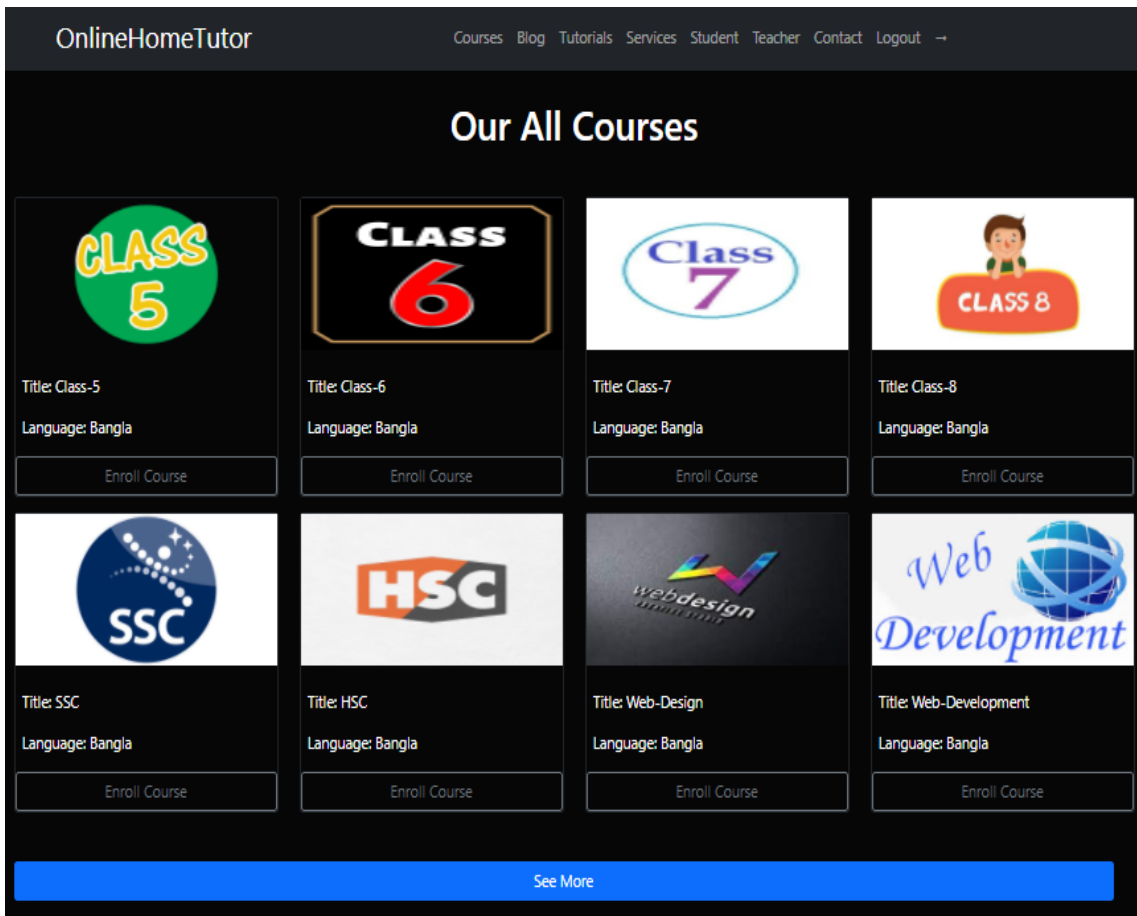 OnlineHomeTutor
Courses Blog Tutorials Services Student Teacher Contact Logout →
Our All Courses
CLASS
5
Title: Class-5
Language: Bangla
Enroll Course
CLASS
6
Title: Class-6
Language: Bangla
Enroll Course
Class
7
Title: Class-7
Language: Bangla
Enroll Course
CLASS 8
Title: Class-8
Language: Bangla
Enroll Course
SSC
Title: SSC
Language: Bangla
Enroll Course
HSC
Title: HSC
Language: Bangla
Enroll Course
webdesign
Title: Web-Design
Language: Bangla
Enroll Course
Web
Development
Title: Web-Development
Language: Bangla
Enroll Course
See More